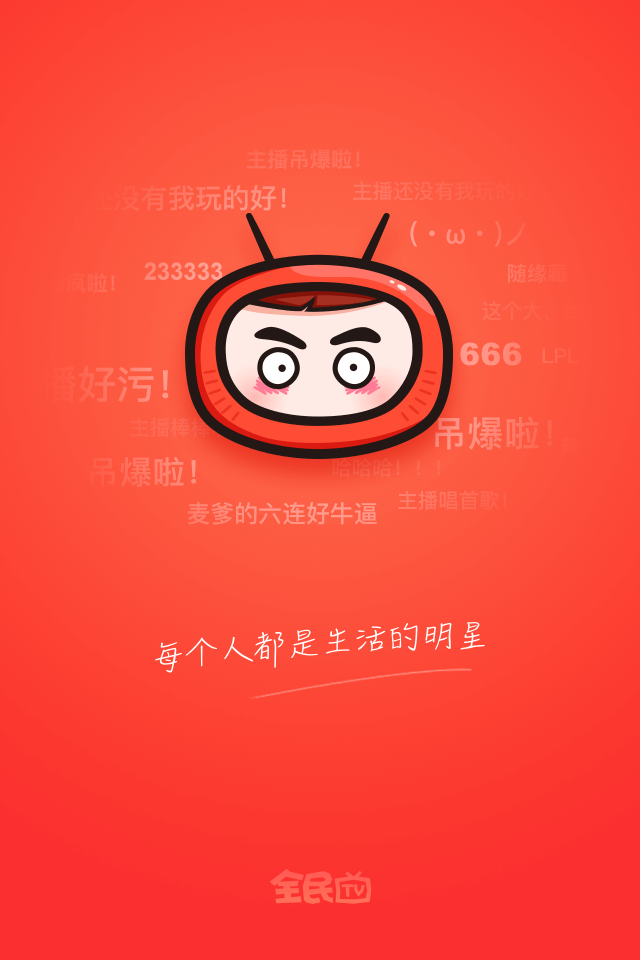 主播吊爆啦！
主播还没有我玩的好
没有我玩的好！
(・ω・)ノ
233333
疯啦！
随缘
这个大
666
LPL
播好污！
主播棒棒
吊爆啦！
吊爆啦！
哈哈哈！！！
主播唱首歌！
麦爹的六连好牛逼
每个人都是生活的明星
全民TV